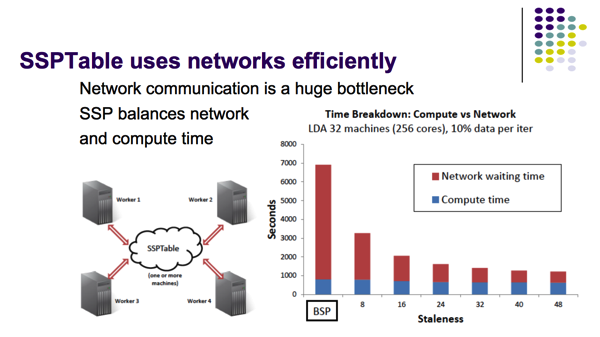 SSPTable uses networks efficiently
Network communication is a huge bottleneck
SSP balances network
and compute time
Worker 1
Worker 2
SSPTable
(one or more
machines)
Worker 3
Worker 4
Time Breakdown: Compute vs Network
LDA 32 machines (256 cores), 10% data per iter
8000
7000
6000
5000
4000
3000
2000
1000
0
Seconds
Network waiting time
Compute time
BSP
8
16
24
32
40
48
Staleness